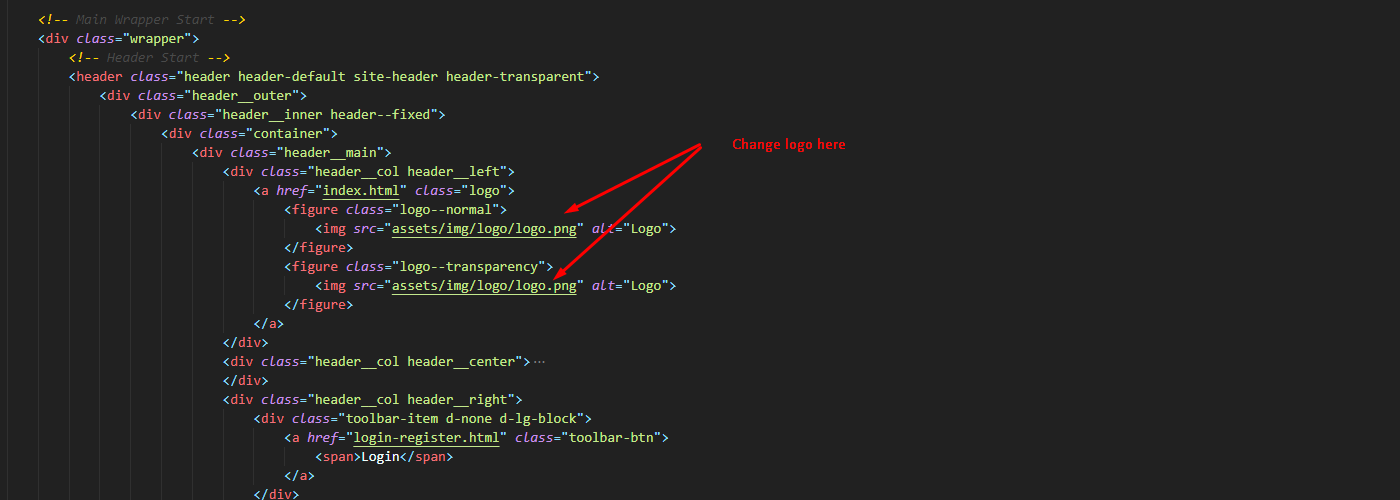 <!-- Main Wrapper Start -->
<div class="wrapper">
<!-- Header Start -->
<header class="header header-default site-header header-transparent">
<div class="header__outer">
<div class="header__inner header--fixed">
<div class="container">
Change logo here
<div class="header__main">
<div class="header__col header__left">
<a href="index.html" class="logo">
<figure class="logo--normal">
<img src="assets/img/logo/logo.png" alt="Logo">
</figure>
<figure class="logo--transparency">
<img src="assets/img/logo/logo.png" alt="Logo">
</figure>
</a>
</div>
<div class="header__col header__center">···
</div>
<div class="header__col header__right">
<div class="toolbar-item d-none d-lg-block">
<a href="login-register.html" class="toolbar-btn">
<span>Login</span>
</a>
</div>